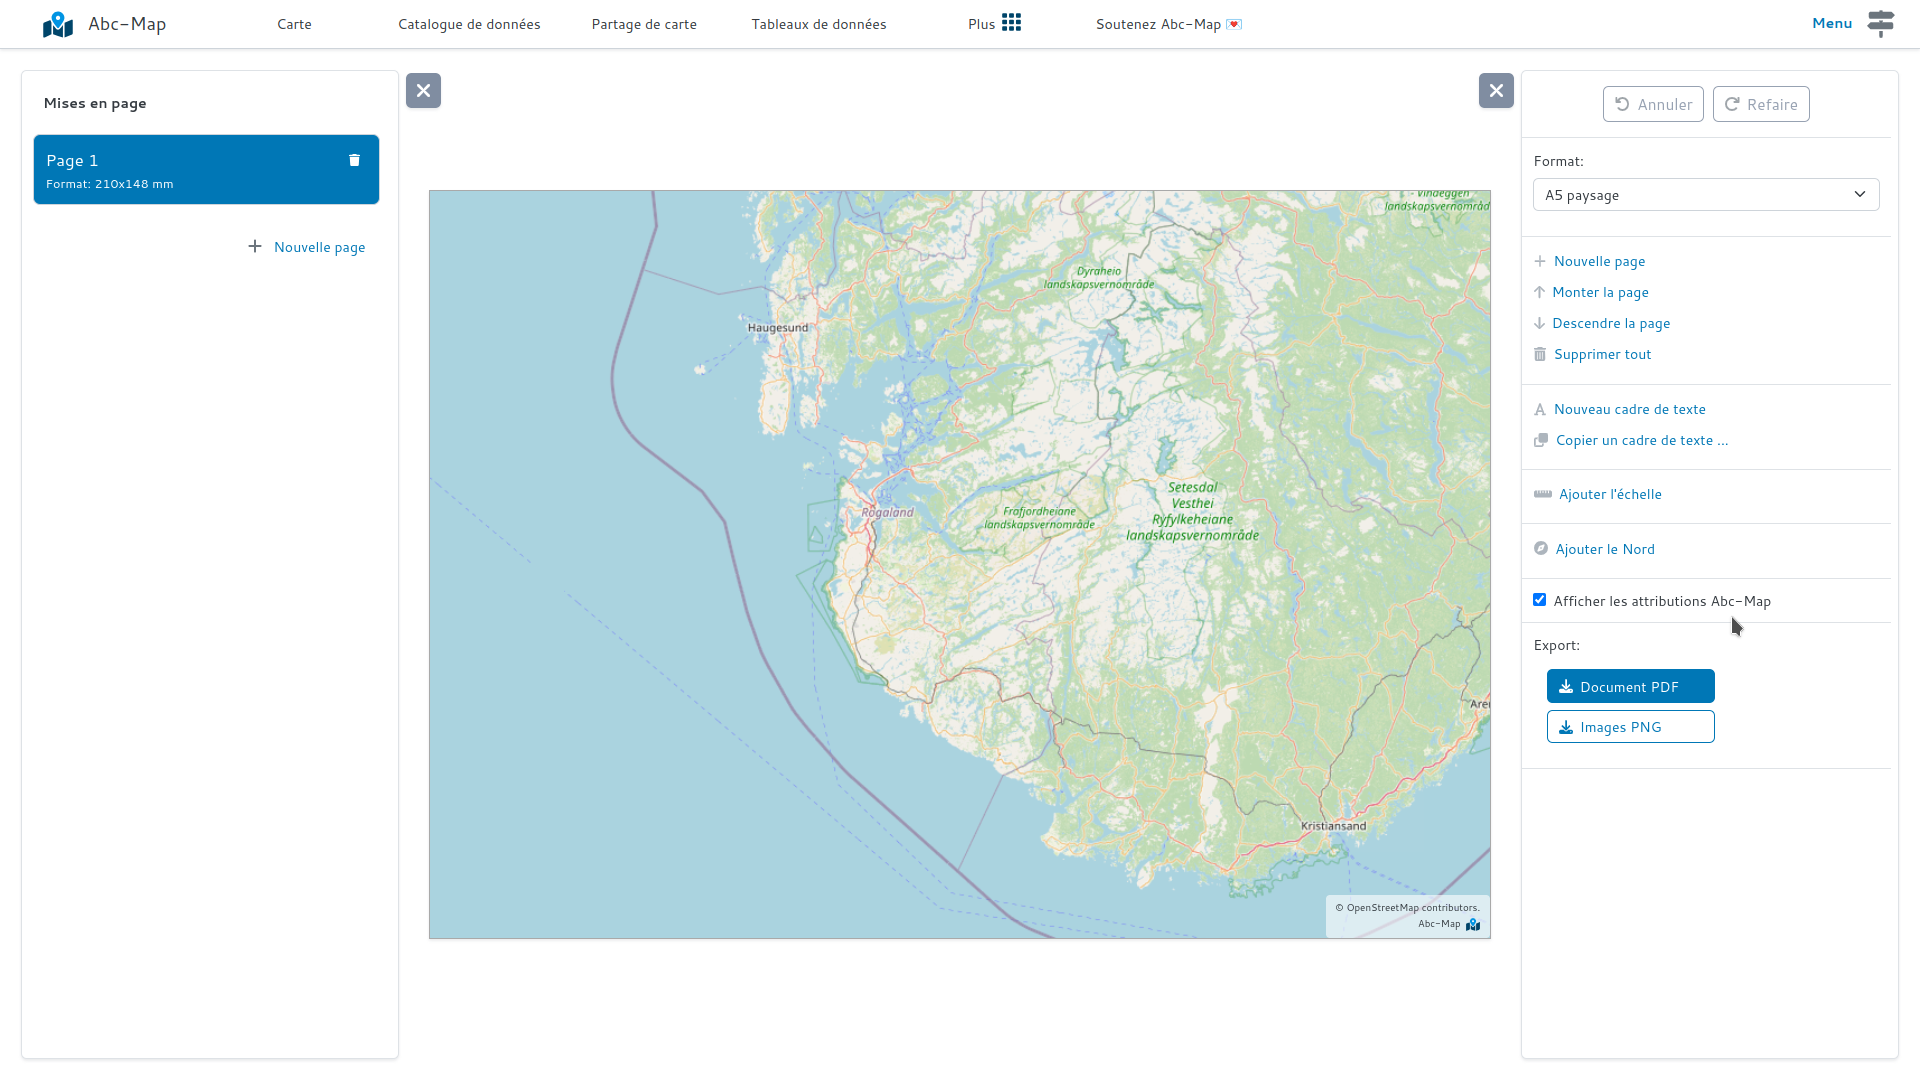 Abc-Map
Carte
Catalogue de données
Partage de carte
Tableaux de données
Plus
Soutenez Abc-Map 💌
Menu
Mises en page
Page 1
Format: 210x148 mm
Nouvelle page
Vindeggen
landskapsvernområd
Dyraheio
landskapsvernområde
Haugesund
Setesdal
Vesthei
Ryfylkeheiane
landskapsvernområde
Rogaland
Frafjordheiane
landskapsvernområde
Aren
Kristiansand
© OpenStreetMap contributors.
Abc-Map
Annuler
Refaire
Format:
A5 paysage
Nouvelle page
Monter la page
Descendre la page
Supprimer tout
Nouveau cadre de texte
Copier un cadre de texte ...
Ajouter l'échelle
Ajouter le Nord
Afficher les attributions Abc-Map
Export:
Document PDF
Images PNG